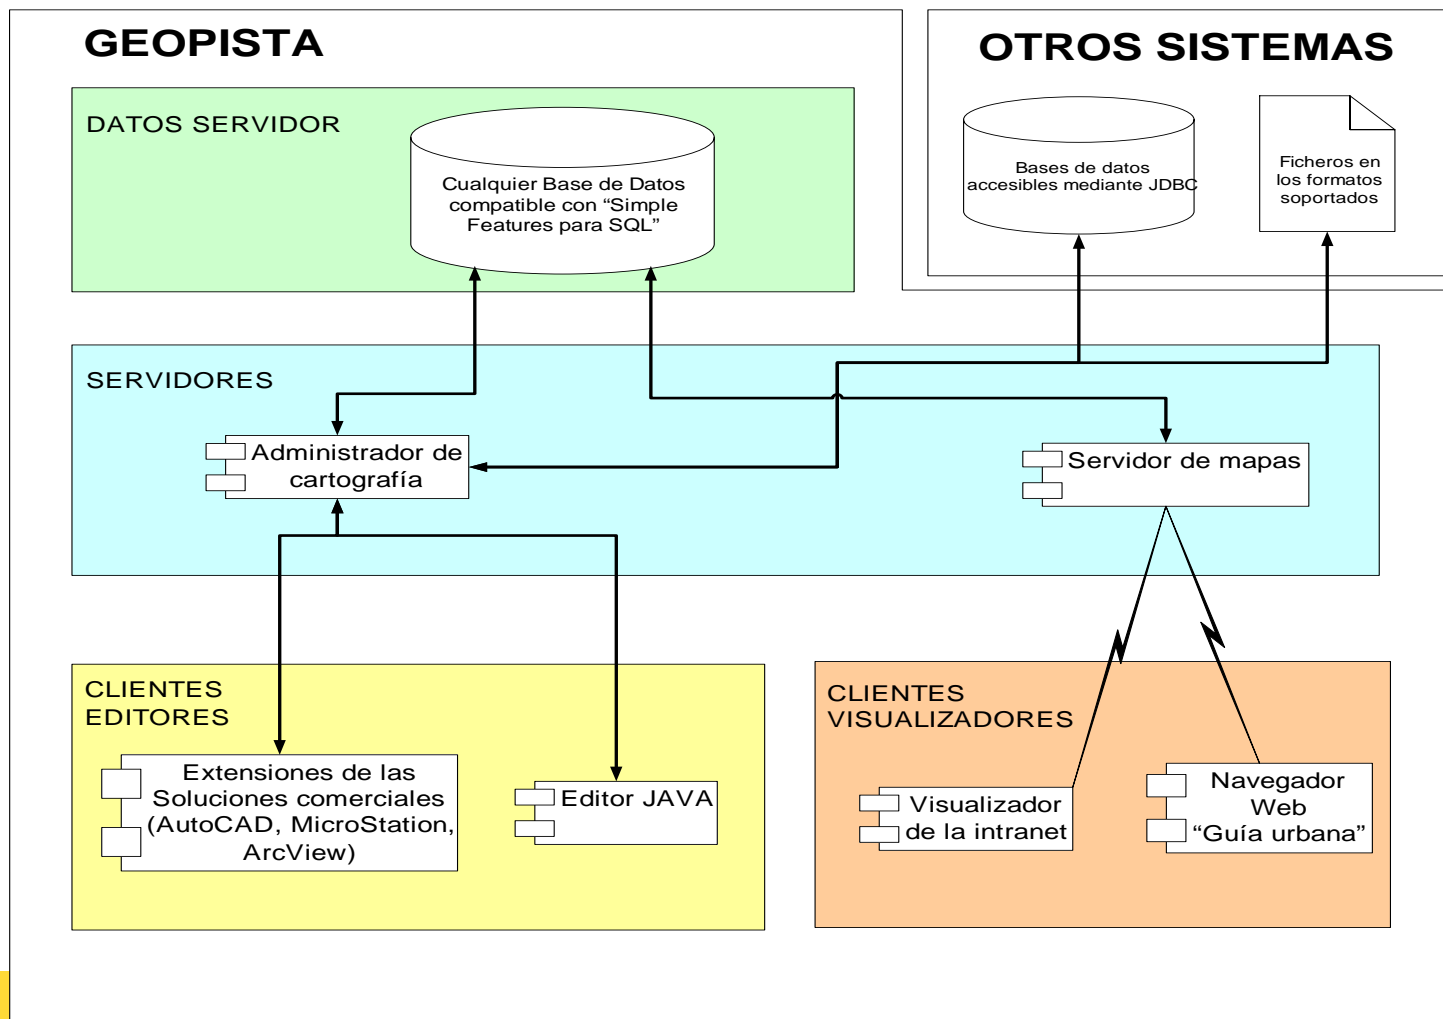 GEOPISTA
OTROS SISTEMAS
DATOS SERVIDOR
Cualquier Base de Datos
compatible con “Simple
Features para SQL”
Bases de datos
accesibles mediante JDBC
Ficheros en
los formatos
soportados
SERVIDORES
Administrador de
cartografía
Servidor de mapas
CLIENTES
EDITORES
Extensiones de las
Soluciones comerciales
(AutoCAD, MicroStation,
ArcView)
Editor JAVA
CLIENTES
VISUALIZADORES
Visualizador
de la intranet
Navegador
Web
“Guía urbana”